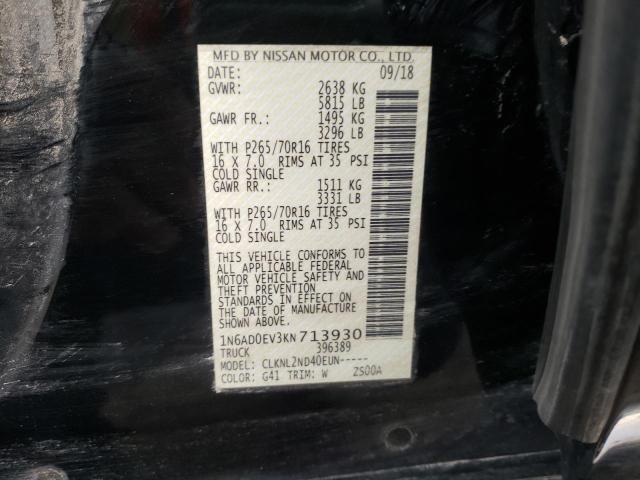 MFD BY NISSAN MOTOR CO., LTD.
DATE: 09/18
GVWR: 2638 KG
5815 LB
GAWR FR.: 1495 KG
3296 LB
WITH P265/70R16 TIRES
16 X 7.0 RIMS AT 35 PSI
COLD SINGLE
GAWR RR.: 1511 KG
3331 LB
WITH P265/70R16 TIRES
16 X 7.0 RIMS AT 35 PSI
COLD SINGLE
THIS VEHICLE CONFORMS TO
ALL APPLICABLE FEDERAL
MOTOR VEHICLE SAFETY AND
THEFT PREVENTION
STANDARDS IN EFFECT ON
THE DATE OF MANUFACTURE
SHOWN ABOVE.
1N6AD0EV3KN713930
TRUCK 396389
MODEL: CLKNL2ND40EUN-----
COLOR: G41 TRIM: W ZS00A